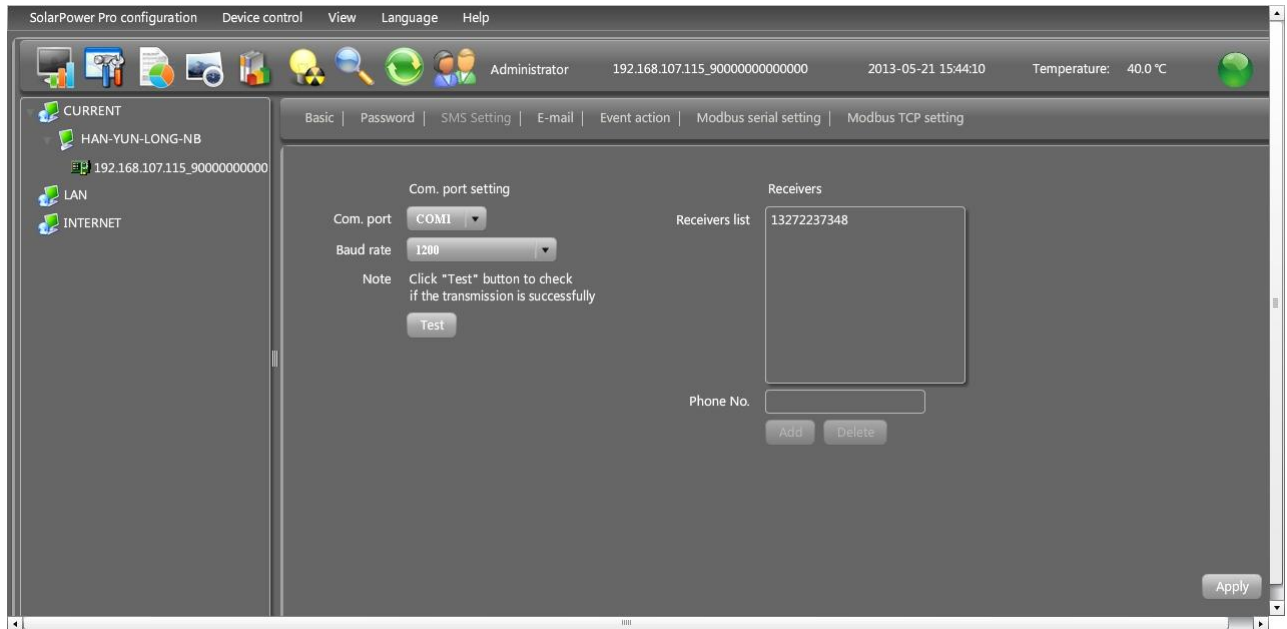 SolarPower Pro configuration Device control View Language Help
Administrator 192.168.107.115_90000000000000 2013-05-21 15:44:10 Temperature: 40.0 ℃
CURRENT
HAN-YUN-LONG-NB
192.168.107.115_90000000000
LAN
INTERNET
Basic | Password | SMS Setting | E-mail | Event action | Modbus serial setting | Modbus TCP setting
Com. port setting
Com. port COM1
Baud rate 1200
Note Click "Test" button to check
if the transmission is successfully
Test
Receivers
Receivers list 13272237348
Phone No.
Add Delete
Apply